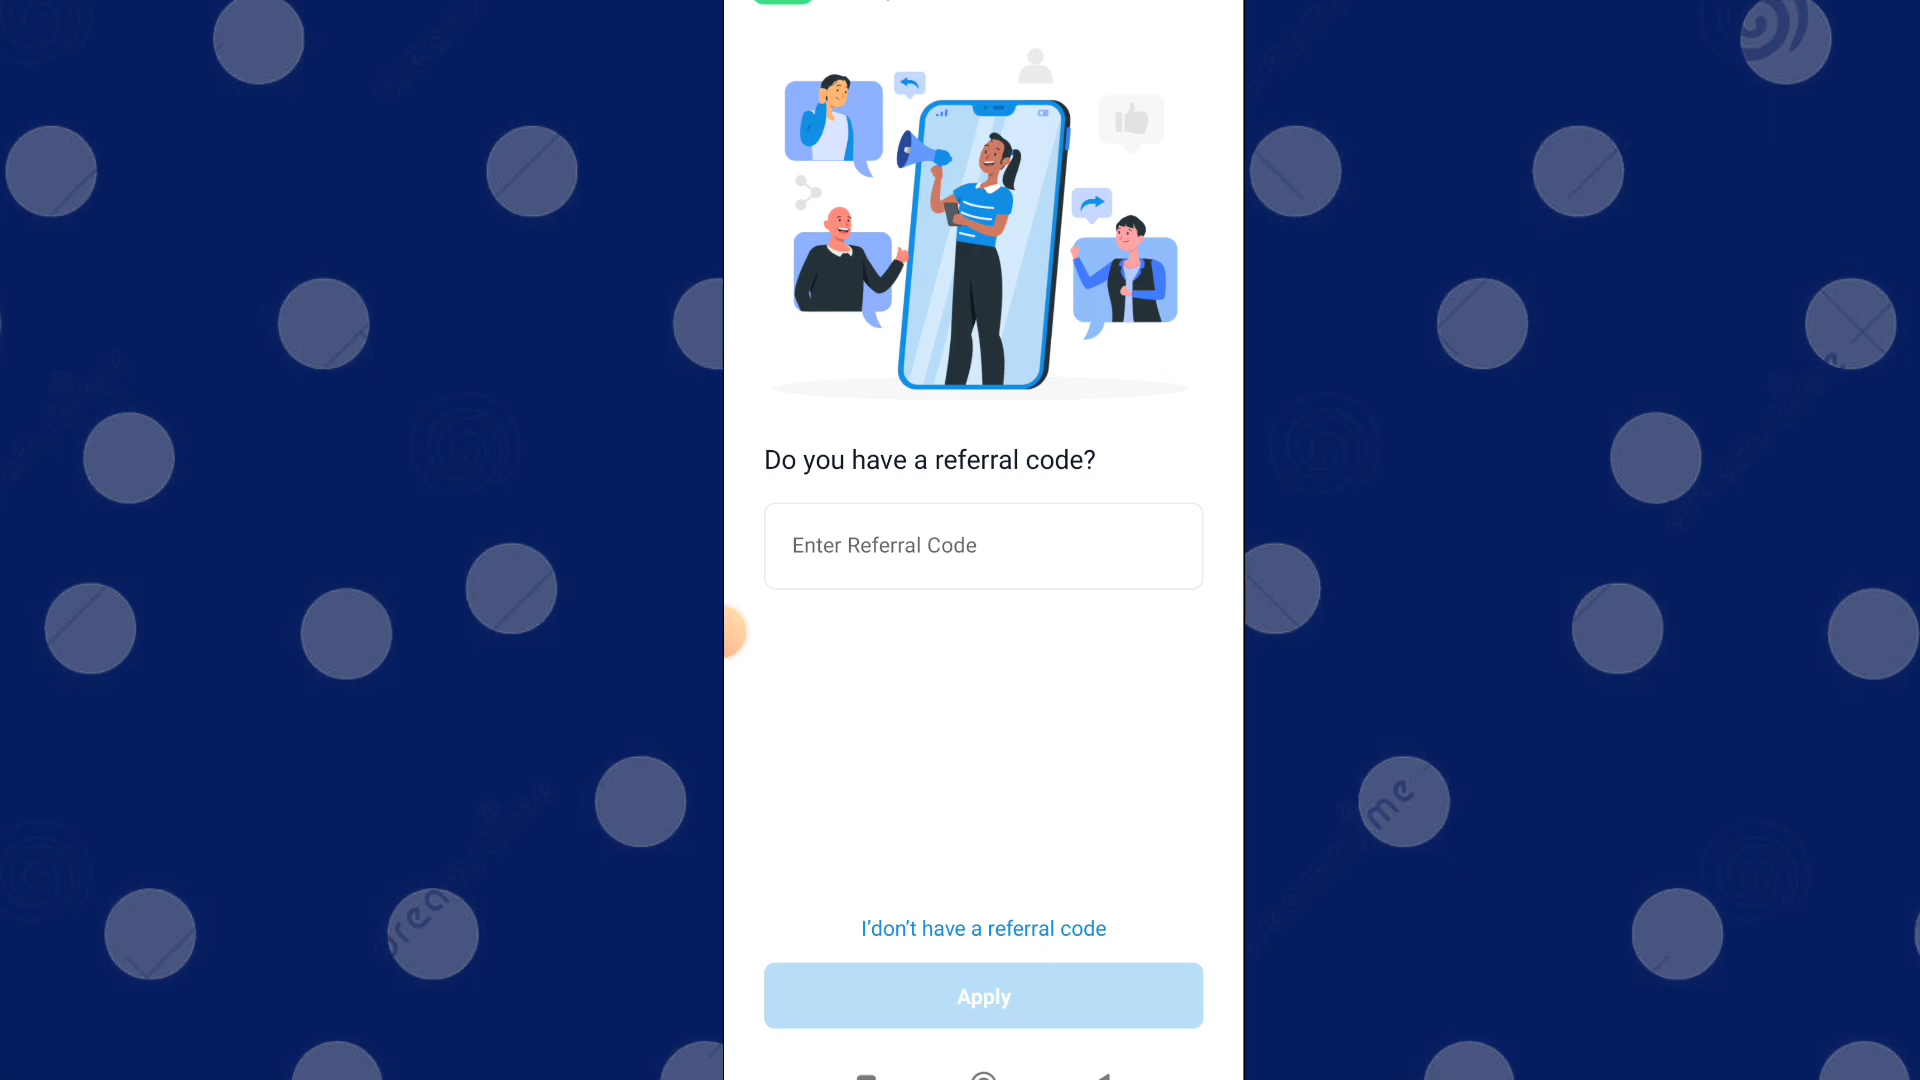 Do you have a referral code?
Enter Referral Code
I'don't have a referral code
Apply